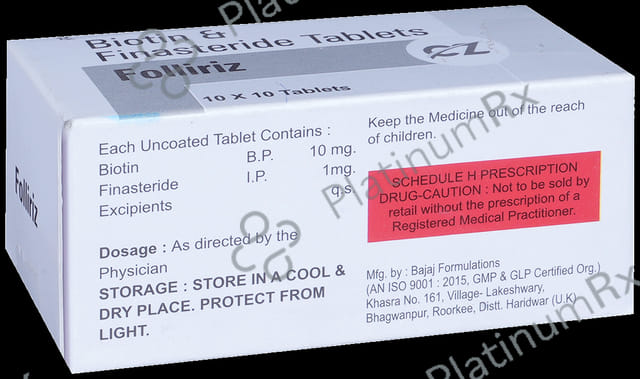 Biotin &
Finasteride Tablets
Folliriz
10 X 10 Tablets
CZ
Folliriz
Each Uncoated Tablet Contains :
Biotin B.P. 10 mg.
Finasteride I.P. 1mg.
Excipients q.s.
Dosage : As directed by the
Physician
STORAGE : STORE IN A COOL &
DRY PLACE. PROTECT FROM
LIGHT.
Keep the Medicine out of the reach
of children.
SCHEDULE H PRESCRIPTION
DRUG-CAUTION : Not to be sold by
retail without the prescription of a
Registered Medical Practitioner.
Mfg. by : Bajaj Formulations
(AN ISO 9001 : 2015, GMP & GLP Certified Org.)
Khasra No. 161, Village- Lakeshwary,
Bhagwanpur, Roorkee, Distt. Haridwar (U.K)
PlatinumRx
PlatinumRx
PlatinumRx